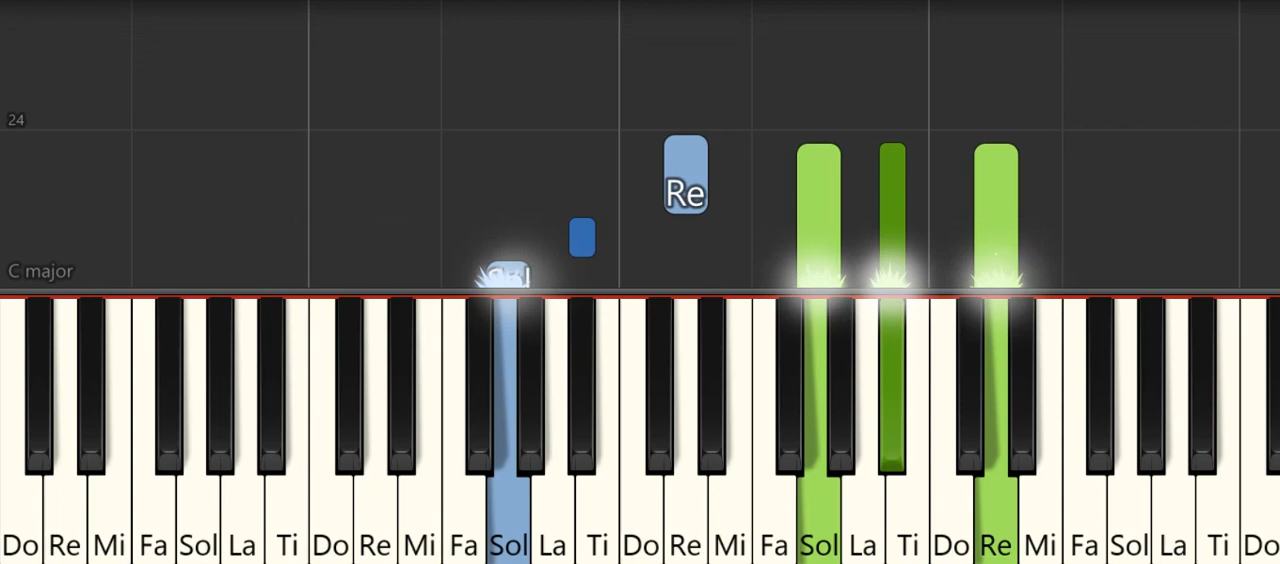 24
Re
Sol
C major
Do Re Mi Fa Sol La Ti Do Re Mi Fa Sol La Ti Do Re Mi Fa Sol La Ti Do Re Mi Fa Sol La Ti Do